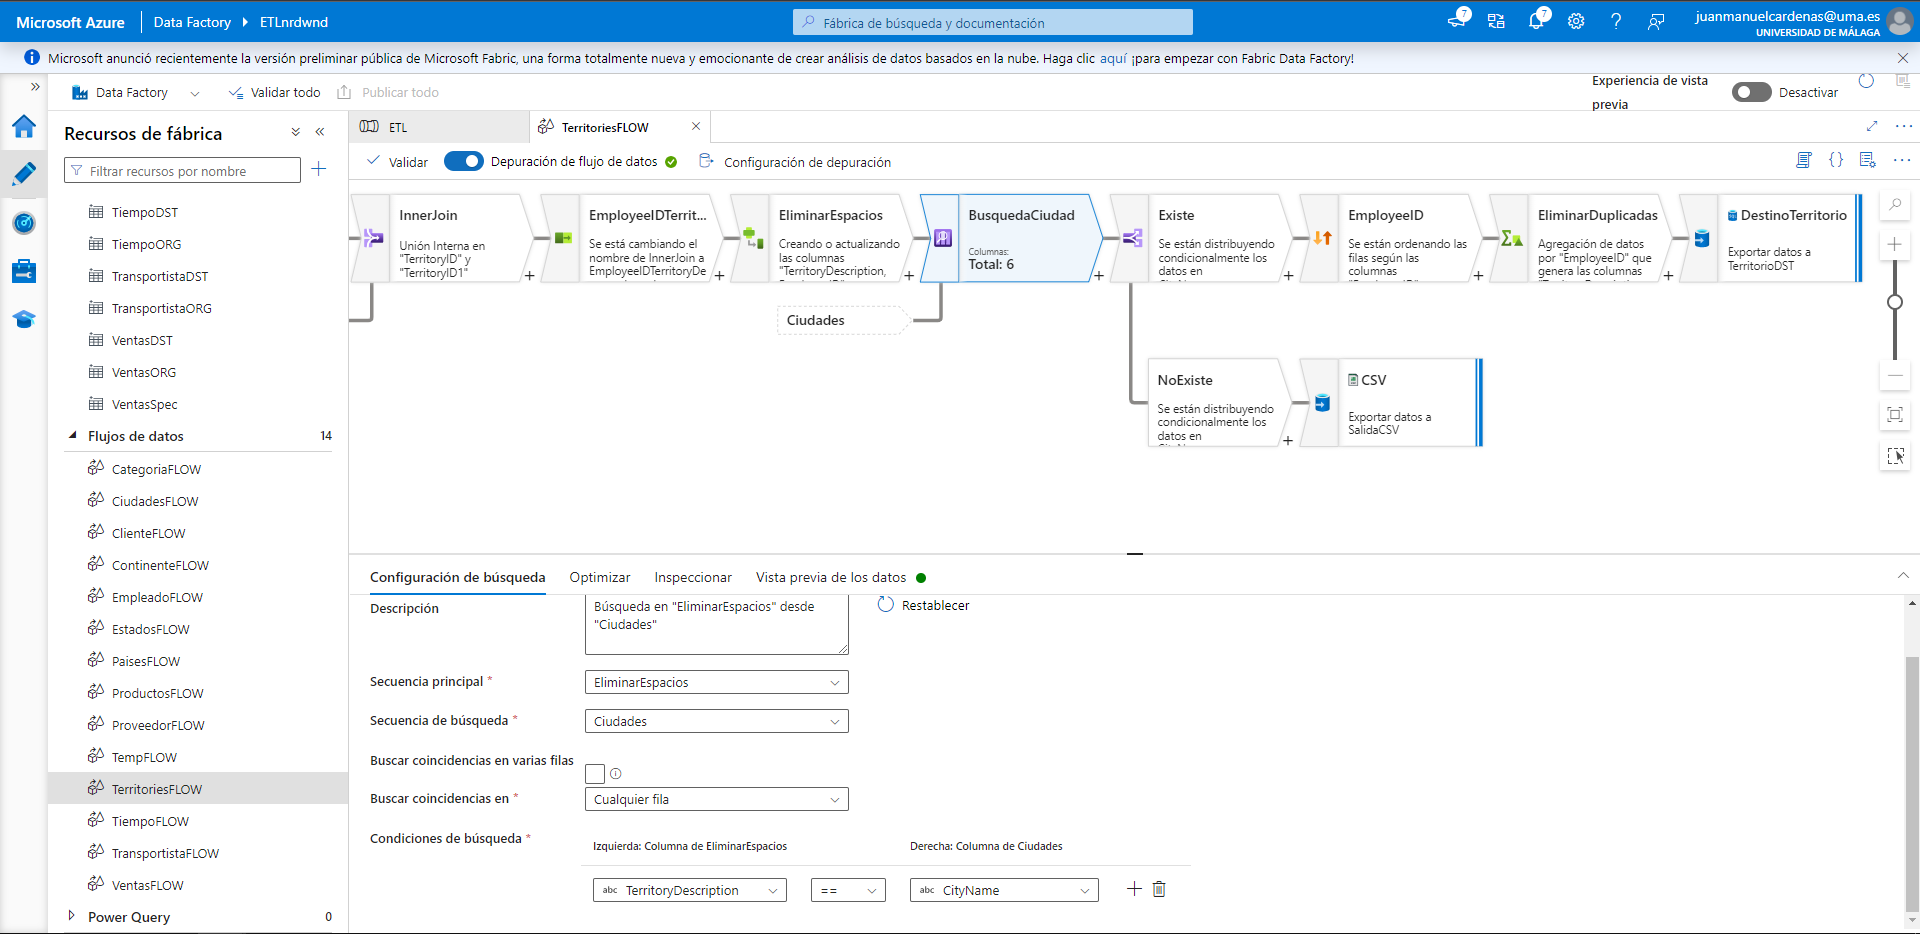 Microsoft Azure
Data Factory
ETLnrdwnd
Fábrica de búsqueda y documentación
7
7
juanmanuelcardenas@uma.es
UNIVERSIDAD DE MÁLAGA
Microsoft anunció recientemente la versión preliminar pública de Microsoft Fabric, una forma totalmente nueva y emocionante de crear análisis de datos basados en la nube. Haga clic aquí ¡para empezar con Fabric Data Factory!
Data Factory
Validar todo
Publicar todo
Experiencia de vista
previa
Desactivar
Recursos de fábrica
Filtrar recursos por nombre
TiempoDST
TiempoORG
TransportistaDST
TransportistaORG
VentasDST
VentasORG
VentasSpec
Flujos de datos 14
CategoriaFLOW
CiudadesFLOW
ClienteFLOW
ContinenteFLOW
EmpleadoFLOW
EstadosFLOW
PaisesFLOW
ProductosFLOW
ProveedorFLOW
TempFLOW
TerritoriesFLOW
TiempoFLOW
TransportistaFLOW
VentasFLOW
Power Query 0
ETL
TerritoriesFLOW
Validar
Depuración de flujo de datos
Configuración de depuración
InnerJoin
Unión Interna en
"TerritoryID" y
"TerritoryID1"
EmployeeIDTerrit...
Se está cambiando el
nombre de InnerJoin a
EmployeeIDTerritoryDe
EliminarEspacios
Creando o actualizando
las columnas
"TerritoryDescription,
BusquedaCiudad
Columnas:
Total: 6
Existe
Se están distribuyendo
condicionalmente los
datos en
EmployeeID
Se están ordenando las
filas según las
columnas
EliminarDuplicadas
Agregación de datos
por "EmployeeID" que
genera las columnas
DestinoTerritorio
Exportar datos a
TerritorioDST
Ciudades
NoExiste
Se están distribuyendo
condicionalmente los
datos en
CSV
Exportar datos a
SalidaCSV
Configuración de búsqueda
Optimizar
Inspeccionar
Vista previa de los datos
Descripción
Búsqueda en "EliminarEspacios" desde
"Ciudades"
Restablecer
Secuencia principal *
EliminarEspacios
Secuencia de búsqueda *
Ciudades
Buscar coincidencias en varias filas
Buscar coincidencias en *
Cualquier fila
Condiciones de búsqueda *
Izquierda: Columna de EliminarEspacios
Derecha: Columna de Ciudades
abc TerritoryDescription
==
abc CityName